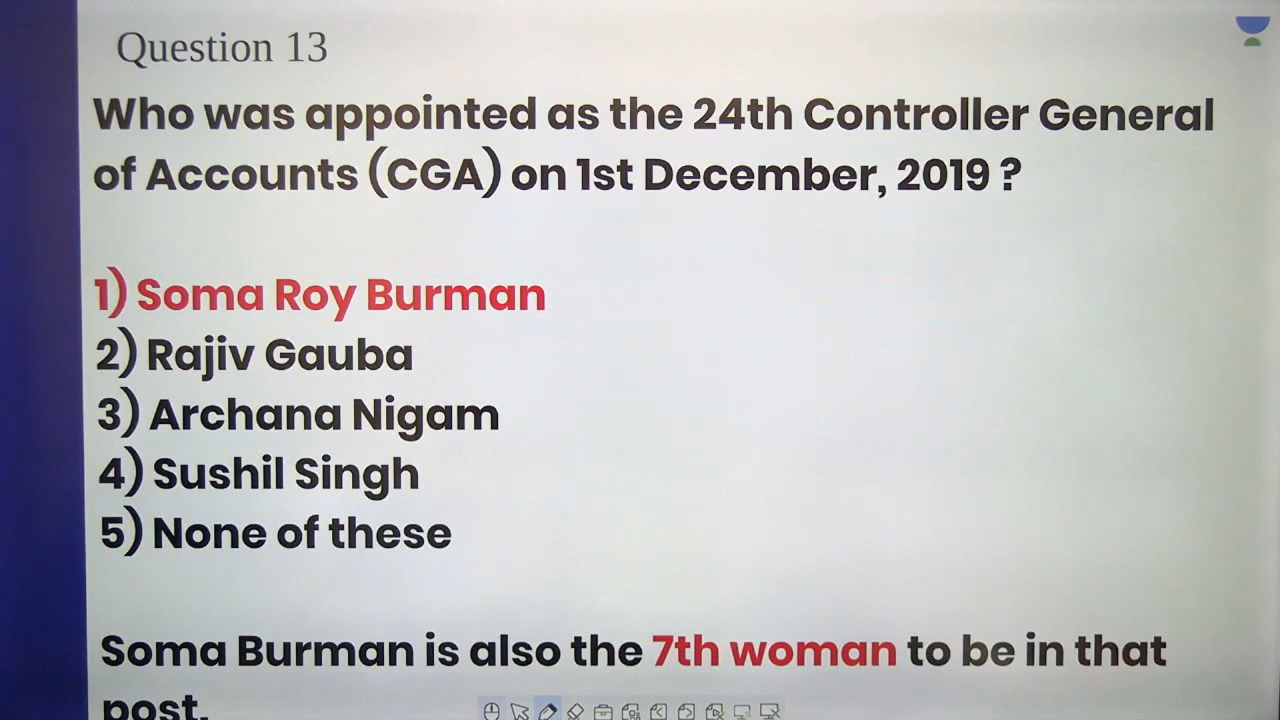 Question 13
Who was appointed as the 24th Controller General
of Accounts (CGA) on 1st December, 2019 ?
1) Soma Roy Burman
2) Rajiv Gauba
3) Archana Nigam
4) Sushil Singh
5) None of these
Soma Burman is also the 7th woman to be in that
post.